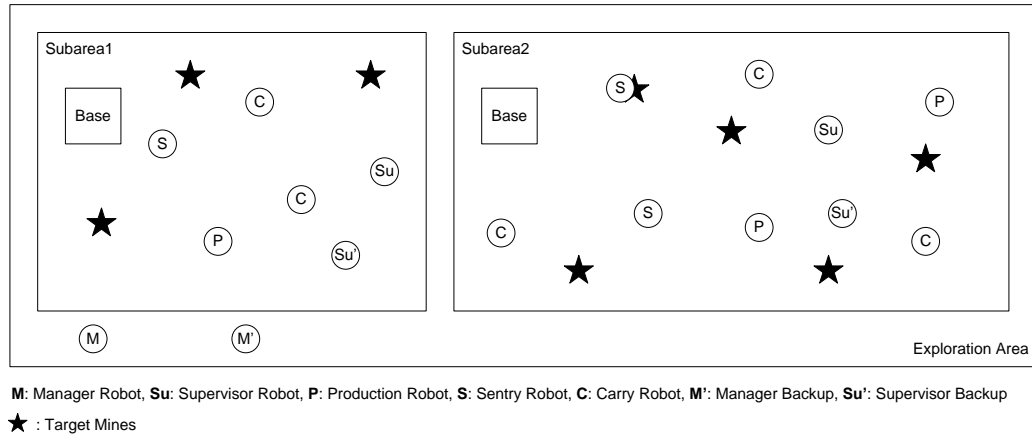 Subarea1
Subarea2
C
S
C
P
Base
Base
S
Su
Su
C
S
Su'
C
P
P
Su'
C
M
M'
Exploration Area
M: Manager Robot, Su: Supervisor Robot, P: Production Robot, S: Sentry Robot, C: Carry Robot, M': Manager Backup, Su': Supervisor Backup
: Target Mines